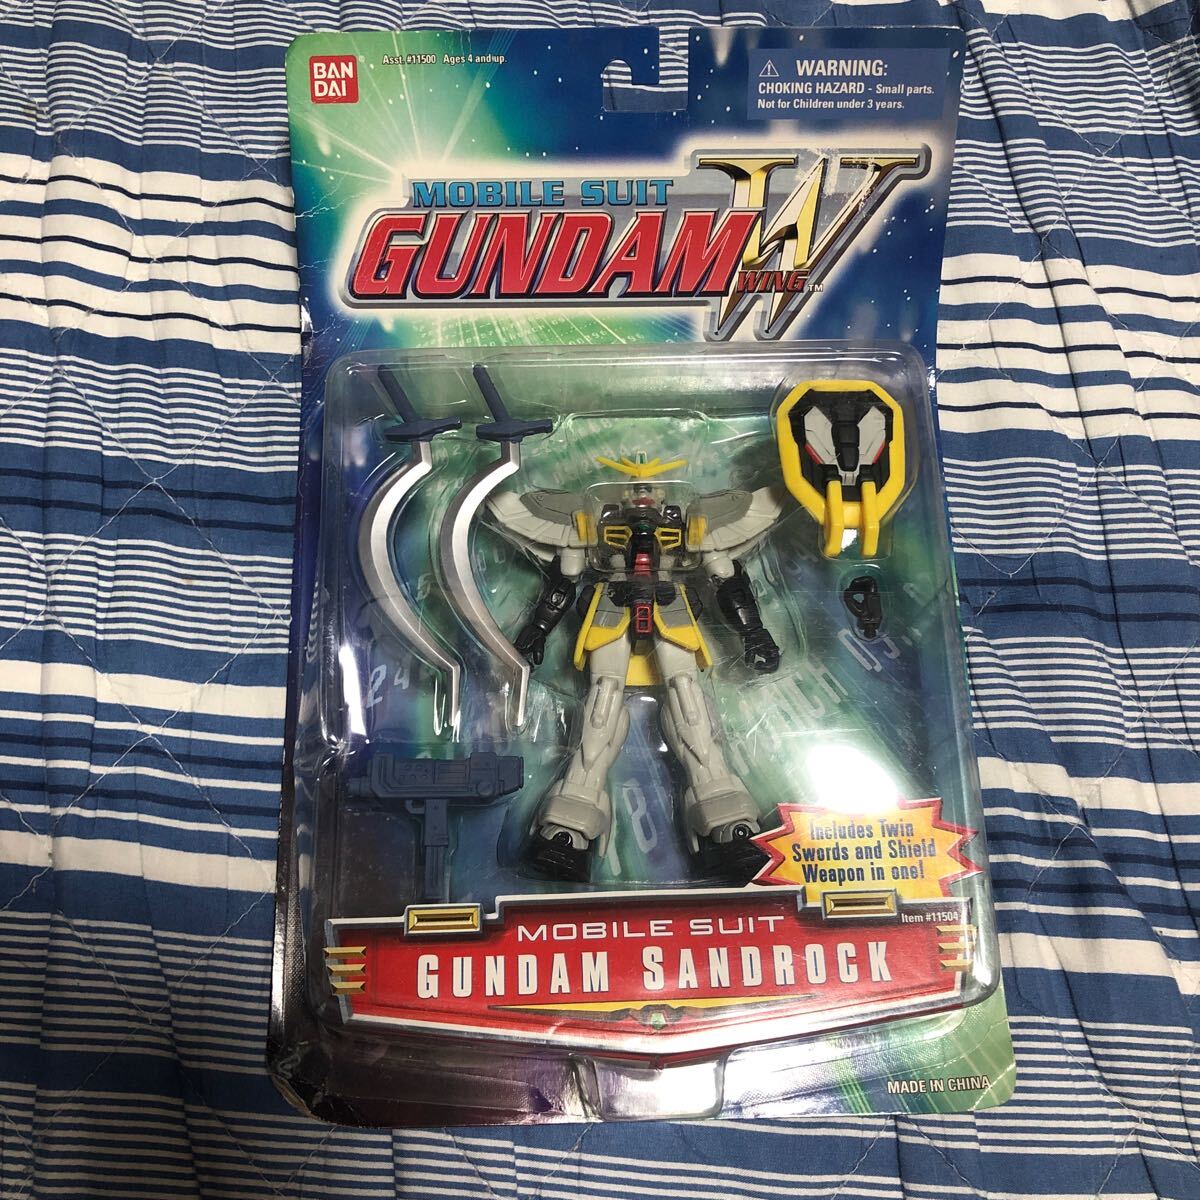 BAN
DAI
Asst. #11500 Ages 4 and up.
WARNING:
CHOKING HAZARD - Small parts.
Not for Children under 3 years.
MOBILE SUIT
GUNDAM W
WING™
Includes Twin
Swords and Shield
Weapon in one!
Item #11504
MOBILE SUIT
GUNDAM SANDROCK
MADE IN CHINA